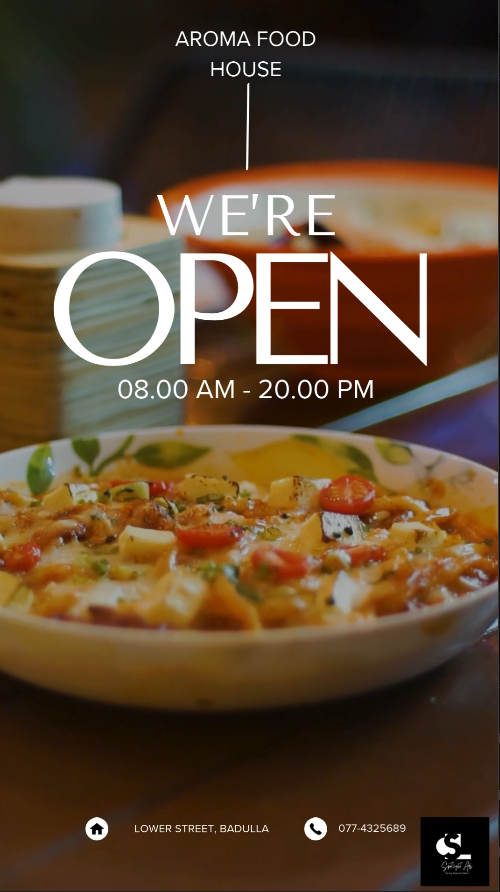 AROMA FOOD
HOUSE
WE'RE
OPEN
08.00 AM - 20.00 PM
LOWER STREET, BADULLA
077-4325689
SL